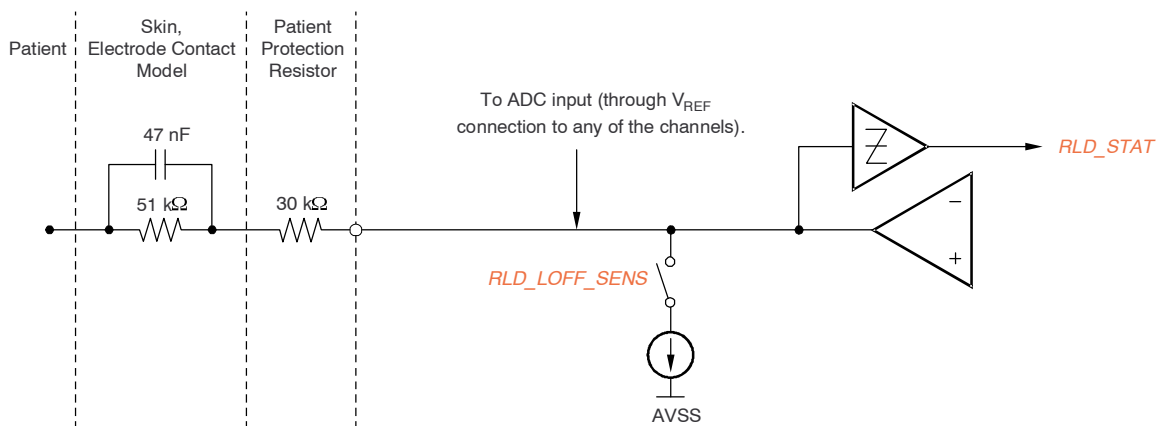 Patient
Skin,
Electrode Contact
Model
Patient
Protection
Resistor
To ADC input (through VREF
connection to any of the channels).
47 nF
51 kΩ
30 kΩ
RLD_STAT
−
+
RLD_LOFF_SENS
AVSS